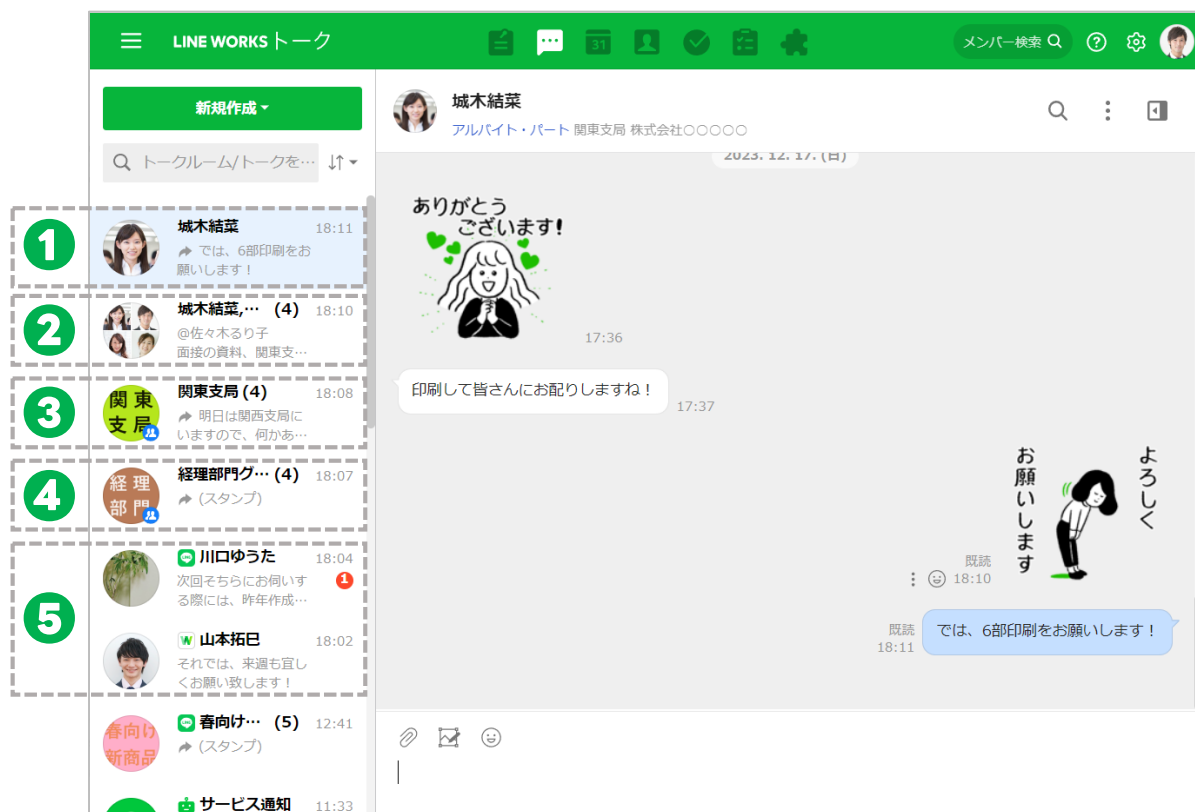 LINE WORKSトーク
31
メンバー検索
新規作成
トークルーム/トークを…
1
城木結菜 18:11
では、6部印刷をお
願いします！
2
城木結菜,… (4) 18:10
@佐々木るり子
面接の資料、関東支…
3
関東
支局
関東支局 (4) 18:08
明日は関西支局に
いますので、何かあ…
4
経理
部門
経理部門グ… (4) 18:07
(スタンプ)
5
川口ゆうた 18:04
次回そちらにお伺いす
る際には、昨年作成…
1
W 山本拓巳 18:02
それでは、来週も宜し
くお願い致します！
春向け
新商品
春向け… (5) 12:41
(スタンプ)
サービス通知 11:33
城木結菜
アルバイト・パート 関東支局 株式会社○○○○○
2023. 12. 17. (日)
ありがとう
ございます!
17:36
印刷して皆さんにお配りしますね！
17:37
よろしく
お願いします
既読
18:10
既読
18:11
では、6部印刷をお願いします！